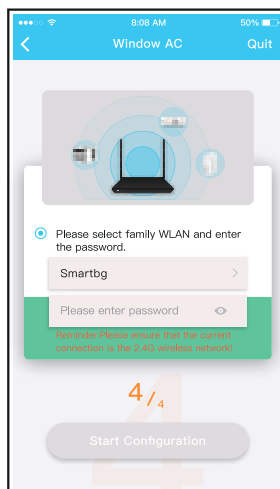 8:08 AM
50%
Window AC
Quit
Please select family WLAN and enter
the password.
Smartbg
Please enter password
Reminder:Please ensure that the current
connection is the 2.4G wireless network!
4/4
Start Configuration